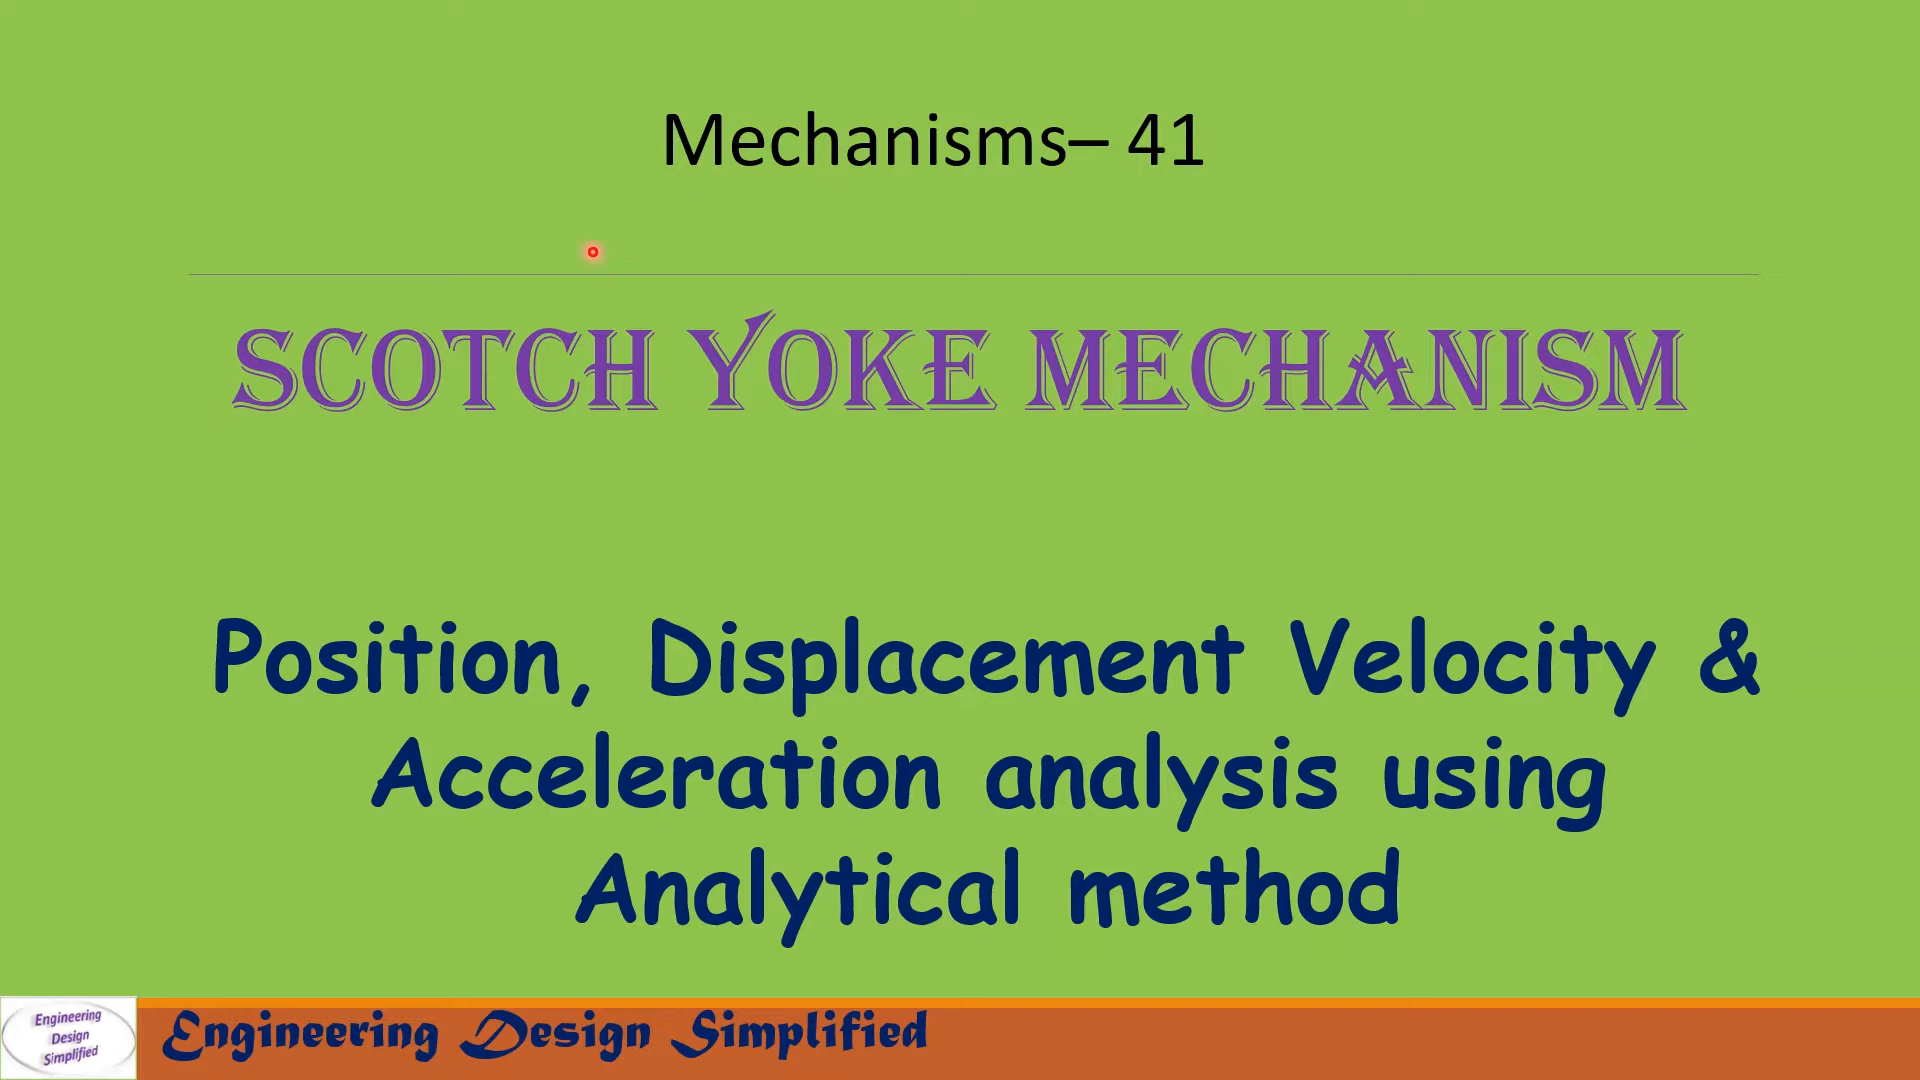 Mechanisms– 41
SCOTCH YOKE MECHANISM
Position, Displacement Velocity &
Acceleration analysis using
Analytical method
Engineering
Design
Simplified
Engineering Design Simplified